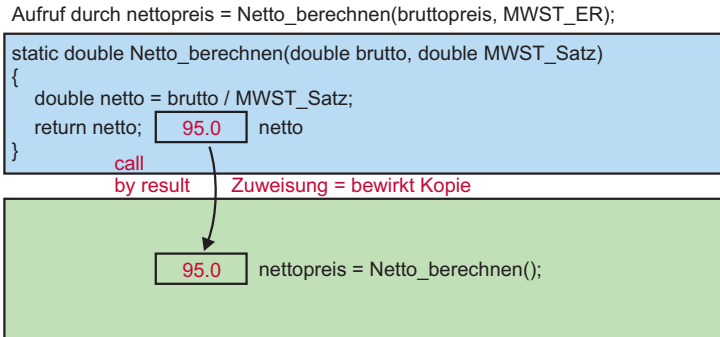 Aufruf durch nettopreis = Netto_berechnen(bruttopreis, MWST_ER);
static double Netto_berechnen(double brutto, double MWST_Satz)
{
double netto = brutto / MWST_Satz;
return netto; 95.0 netto
}
call
by result Zuweisung = bewirkt Kopie
95.0 nettopreis = Netto_berechnen();